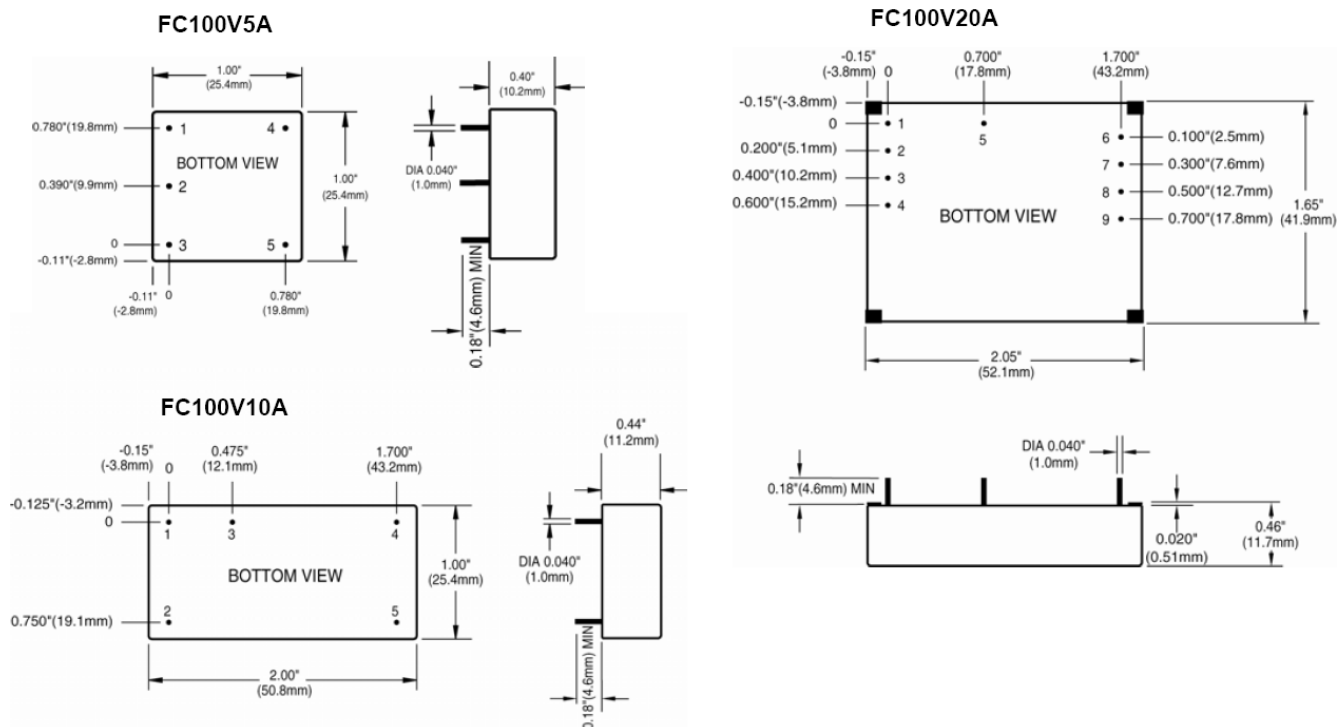 FC100V5A
1.00"
(25.4mm)
0.40"
(10.2mm)
0.780"(19.8mm)
1
4
DIA 0.040"
(1.0mm)
BOTTOM VIEW
0.390"(9.9mm)
2
1.00"
(25.4mm)
0
3
5
-0.11"(-2.8mm)
-0.11"
(-2.8mm)
0
0.780"
(19.8mm)
0.18"(4.6mm) MIN
FC100V10A
-0.15"
(-3.8mm)
0
0.475"
(12.1mm)
1.700"
(43.2mm)
0.44"
(11.2mm)
-0.125"(-3.2mm)
0
1
3
4
DIA 0.040"
(1.0mm)
BOTTOM VIEW
1.00"
(25.4mm)
0.750"(19.1mm)
2
5
2.00"
(50.8mm)
0.18"(4.6mm) MIN
FC100V20A
-0.15"
(-3.8mm)
0
0.700"
(17.8mm)
1.700"
(43.2mm)
-0.15"(-3.8mm)
0
1
5
6
0.100"(2.5mm)
0.200"(5.1mm)
2
7
0.300"(7.6mm)
0.400"(10.2mm)
3
8
0.500"(12.7mm)
0.600"(15.2mm)
4
9
0.700"(17.8mm)
BOTTOM VIEW
1.65"
(41.9mm)
2.05"
(52.1mm)
DIA 0.040"
(1.0mm)
0.18"(4.6mm) MIN
0.020"
(0.51mm)
0.46"
(11.7mm)